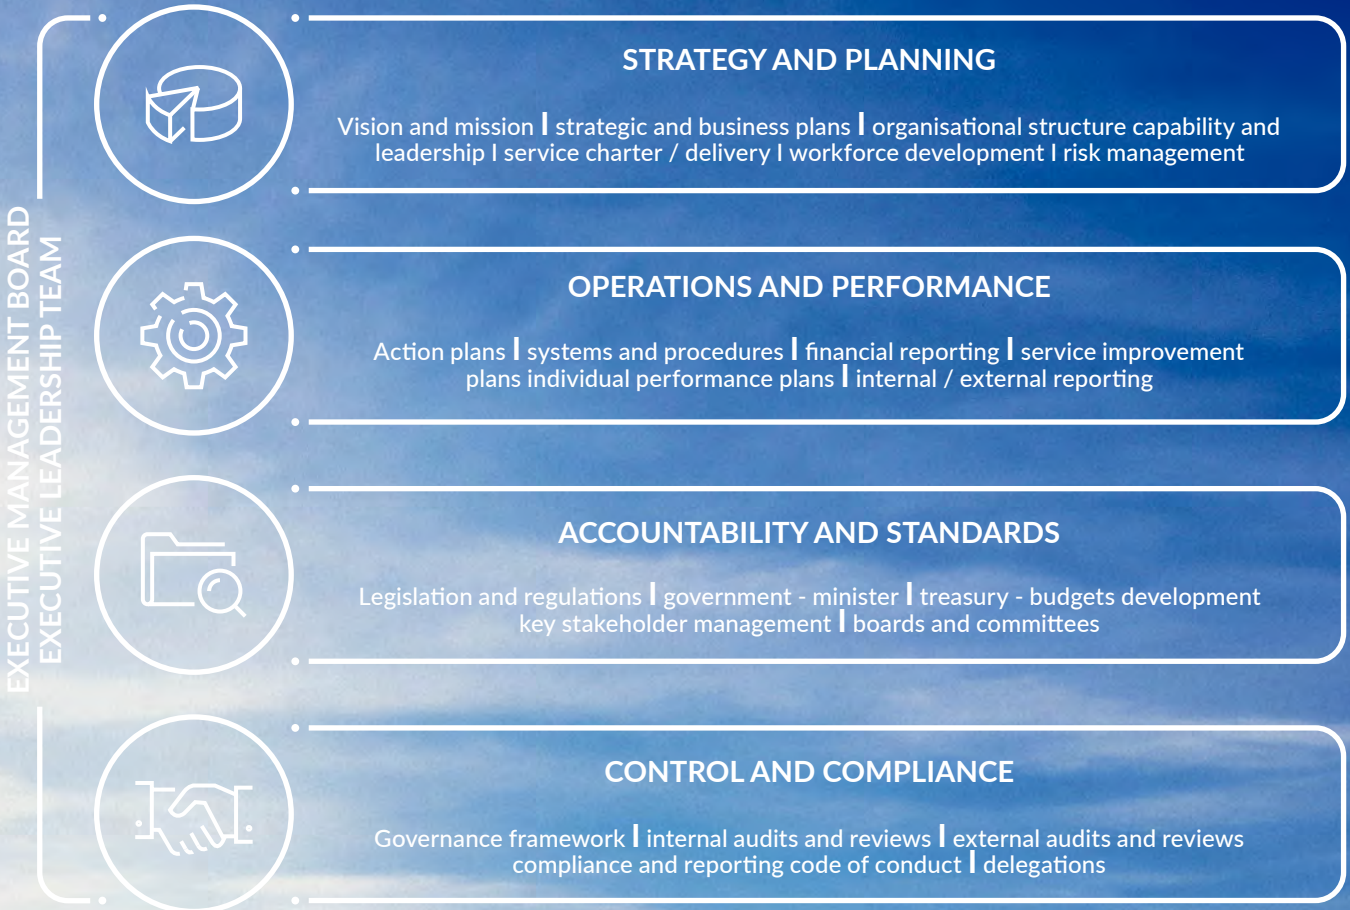 EXECUTIVE MANAGEMENT BOARD
EXECUTIVE LEADERSHIP TEAM
STRATEGY AND PLANNING
Vision and mission I strategic and business plans I organisational structure capability and
leadership I service charter / delivery I workforce development I risk management
OPERATIONS AND PERFORMANCE
Action plans I systems and procedures I financial reporting I service improvement
plans individual performance plans I internal / external reporting
ACCOUNTABILITY AND STANDARDS
Legislation and regulations I government - minister I treasury - budgets development
key stakeholder management I boards and committees
CONTROL AND COMPLIANCE
Governance framework I internal audits and reviews I external audits and reviews
compliance and reporting code of conduct I delegations